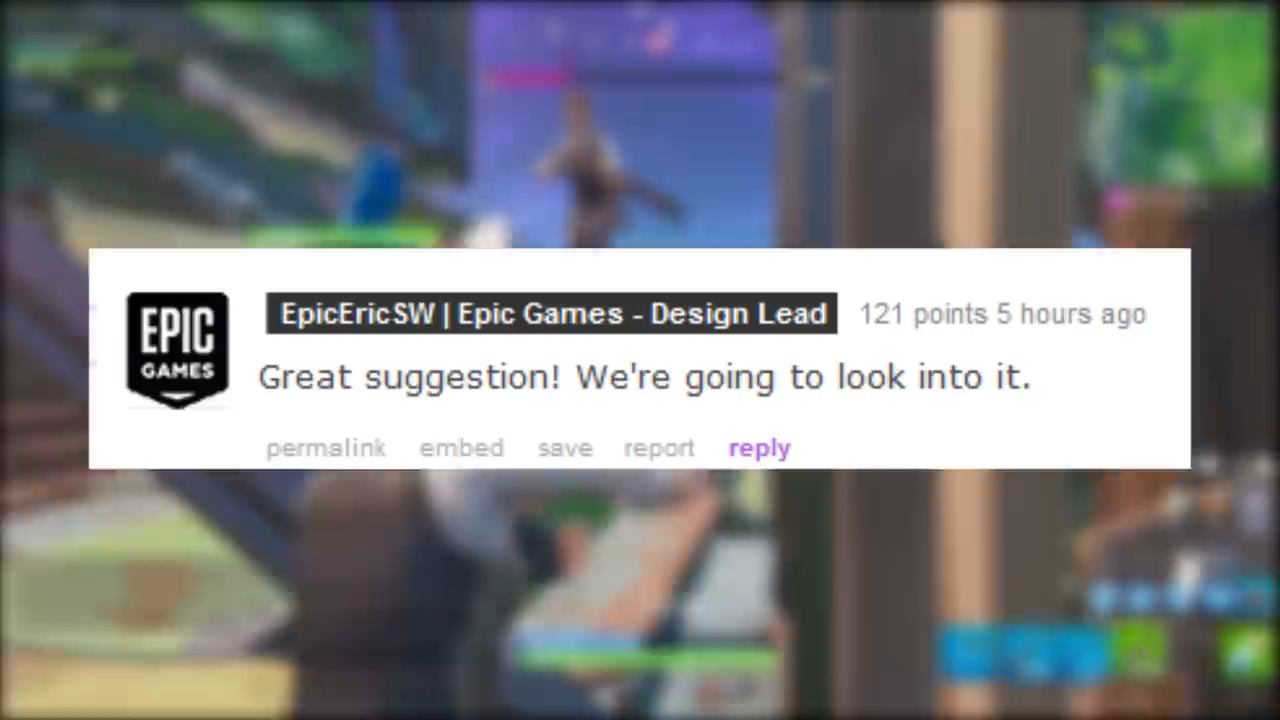 EPIC
GAMES
EpicEricSW | Epic Games - Design Lead 121 points 5 hours ago
Great suggestion! We're going to look into it.
permalink embed save report reply